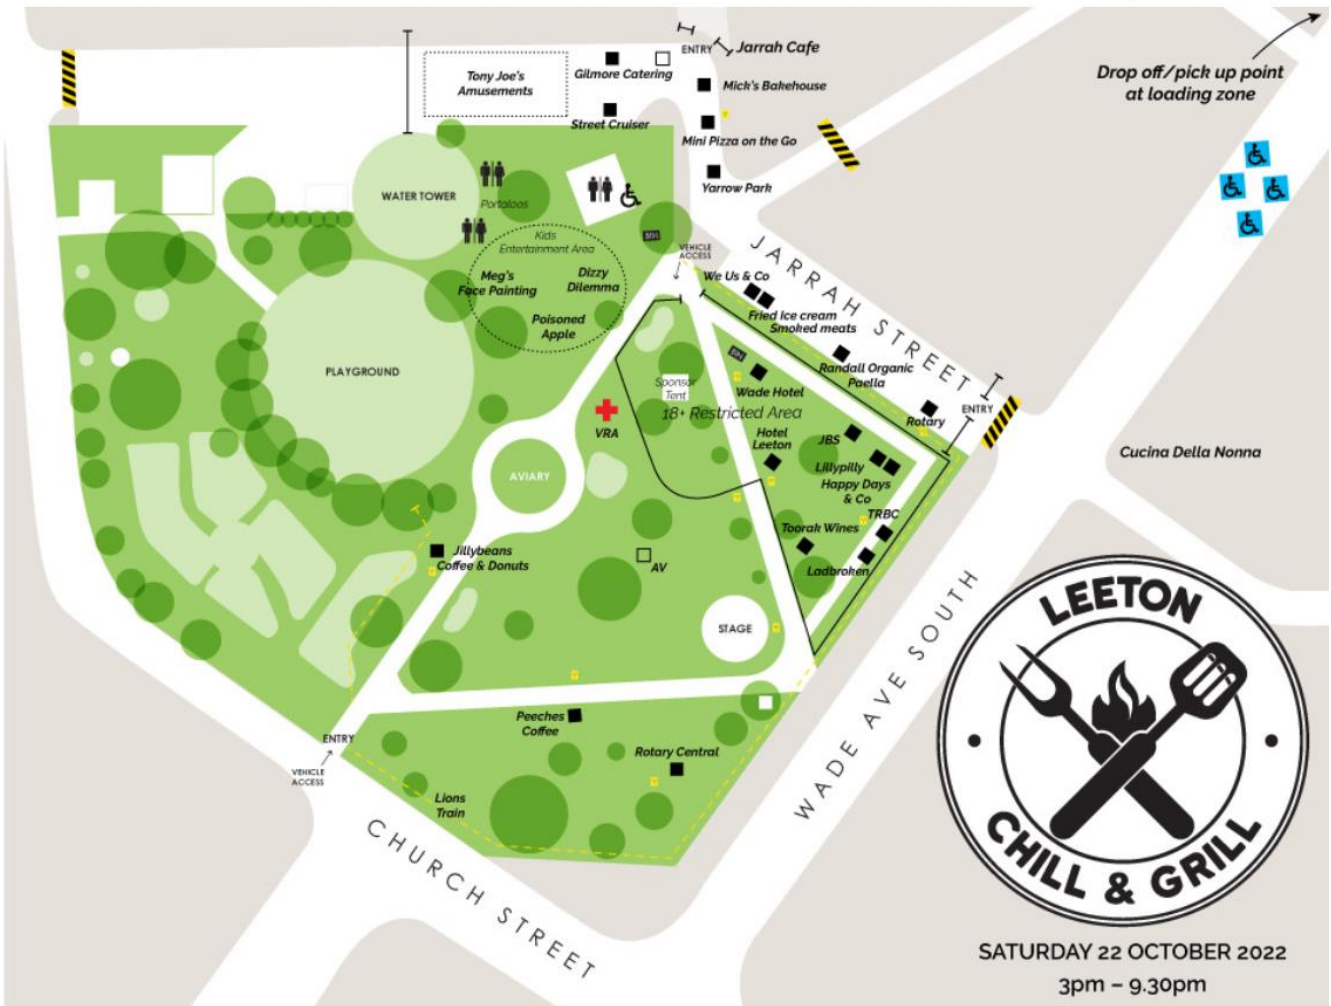 ENTRY
Jarrah Cafe
Drop off/pick up point
at loading zone
Tony Joe's
Amusements
Gilmore Catering
Mick's Bakehouse
Street Cruiser
Mini Pizza on the Go
Yarrow Park
WATER TOWER
Portaloos
Kids
Entertainment Area
Meg's
Face Painting
Dizzy
Dilemma
Poisoned
Apple
BIN
VEHICLE
ACCESS
JARRAH STREET
We Us & Co
Fried Ice cream
Smoked meats
Randall Organic
Paella
Rotary
ENTRY
PLAYGROUND
BIN
Sponsor
Tent
Wade Hotel
18+ Restricted Area
VRA
Hotel
Leeton
JBS
Lillypilly
Happy Days
& Co
TRBC
Toorak Wines
Ladbroken
Cucina Della Nonna
AVIARY
Jillybeans
Coffee & Donuts
AV
STAGE
WADE AVE SOUTH
Peeches
Coffee
Rotary Central
ENTRY
VEHICLE
ACCESS
Lions
Train
CHURCH STREET
LEETON
CHILL & GRILL
SATURDAY 22 OCTOBER 2022
3pm – 9.30pm